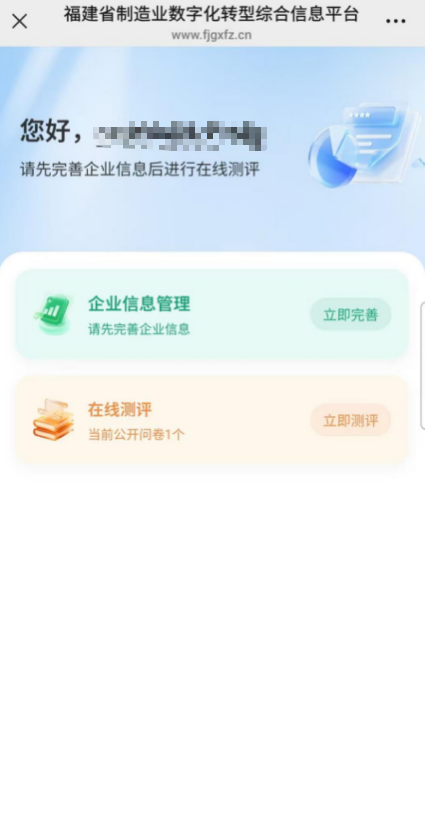 福建省制造业数字化转型综合信息平台
www.fjgxfz.cn
您好，
请先完善企业信息后进行在线测评
企业信息管理
请先完善企业信息
立即完善
在线测评
当前公开问卷1个
立即测评